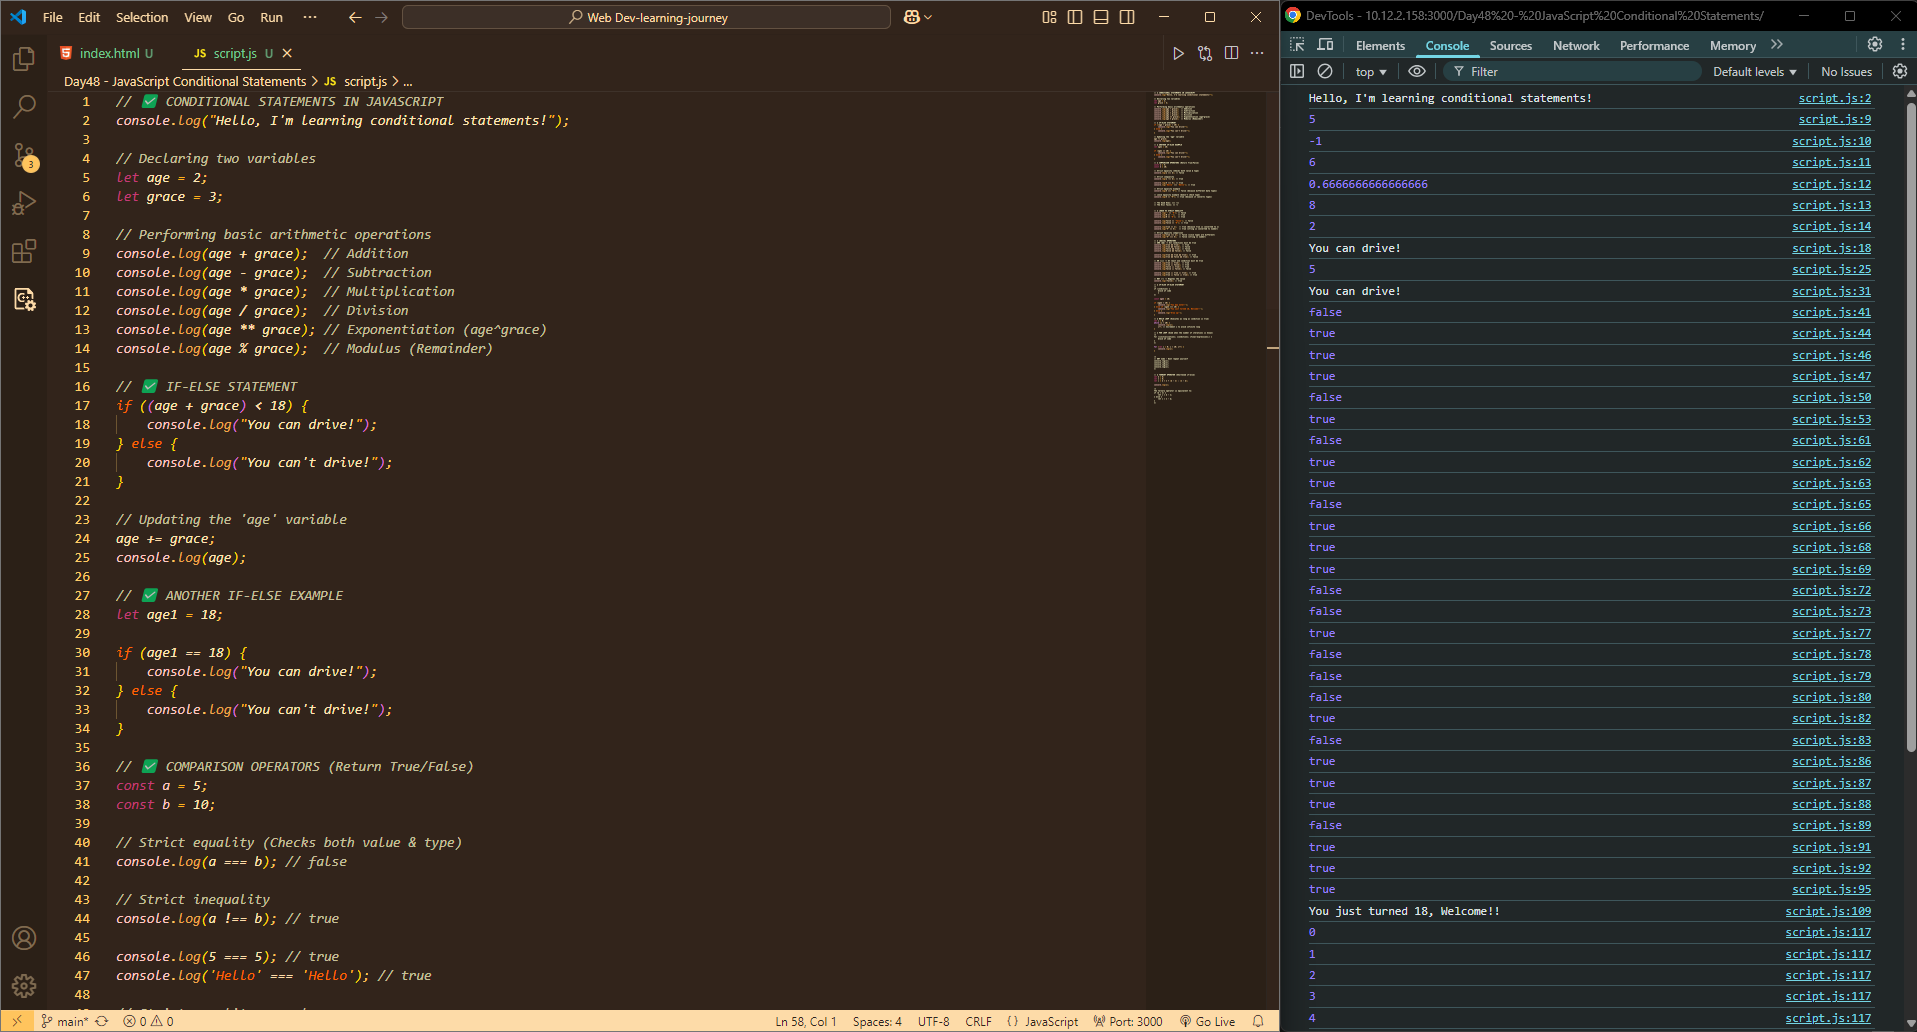 File Edit Selection View Go Run ··· Web Dev-learning-journey
index.html U JS script.js U
Day48 - JavaScript Conditional Statements > JS script.js > ...
1 // ✅ CONDITIONAL STATEMENTS IN JAVASCRIPT
2 console.log("Hello, I'm learning conditional statements!");
3
4 // Declaring two variables
5 let age = 2;
6 let grace = 3;
7
8 // Performing basic arithmetic operations
9 console.log(age + grace);  // Addition
10 console.log(age - grace);  // Subtraction
11 console.log(age * grace);  // Multiplication
12 console.log(age / grace);  // Division
13 console.log(age ** grace); // Exponentiation (age^grace)
14 console.log(age % grace);  // Modulus (Remainder)
15
16 // ✅ IF-ELSE STATEMENT
17 if ((age + grace) < 18) {
18     console.log("You can drive!");
19 } else {
20     console.log("You can't drive!");
21 }
22
23 // Updating the 'age' variable
24 age += grace;
25 console.log(age);
26
27 // ✅ ANOTHER IF-ELSE EXAMPLE
28 let age1 = 18;
29
30 if (age1 == 18) {
31     console.log("You can drive!");
32 } else {
33     console.log("You can't drive!");
34 }
35
36 // ✅ COMPARISON OPERATORS (Return True/False)
37 const a = 5;
38 const b = 10;
39
40 // Strict equality (Checks both value & type)
41 console.log(a === b); // false
42
43 // Strict inequality
44 console.log(a !== b); // true
45
46 console.log(5 === 5); // true
47 console.log('Hello' === 'Hello'); // true
48
3
main* 0 0 Ln 58, Col 1 Spaces: 4 UTF-8 CRLF { } JavaScript Port: 3000 Go Live
DevTools - 10.12.2.158:3000/Day48%20-%20JavaScript%20Conditional%20Statements/
Elements Console Sources Network Performance Memory
top Filter Default levels No Issues
Hello, I'm learning conditional statements! script.js:2
5 script.js:9
-1 script.js:10
6 script.js:11
0.6666666666666666 script.js:12
8 script.js:13
2 script.js:14
You can drive! script.js:18
5 script.js:25
You can drive! script.js:31
false script.js:41
true script.js:44
true script.js:46
true script.js:47
false script.js:50
true script.js:53
false script.js:61
true script.js:62
true script.js:63
false script.js:65
true script.js:66
true script.js:68
true script.js:69
false script.js:72
false script.js:73
true script.js:77
false script.js:78
false script.js:79
false script.js:80
true script.js:82
false script.js:83
true script.js:86
true script.js:87
true script.js:88
false script.js:89
true script.js:91
true script.js:92
true script.js:95
You just turned 18, Welcome!! script.js:109
0 script.js:117
1 script.js:117
2 script.js:117
3 script.js:117
4 script.js:117